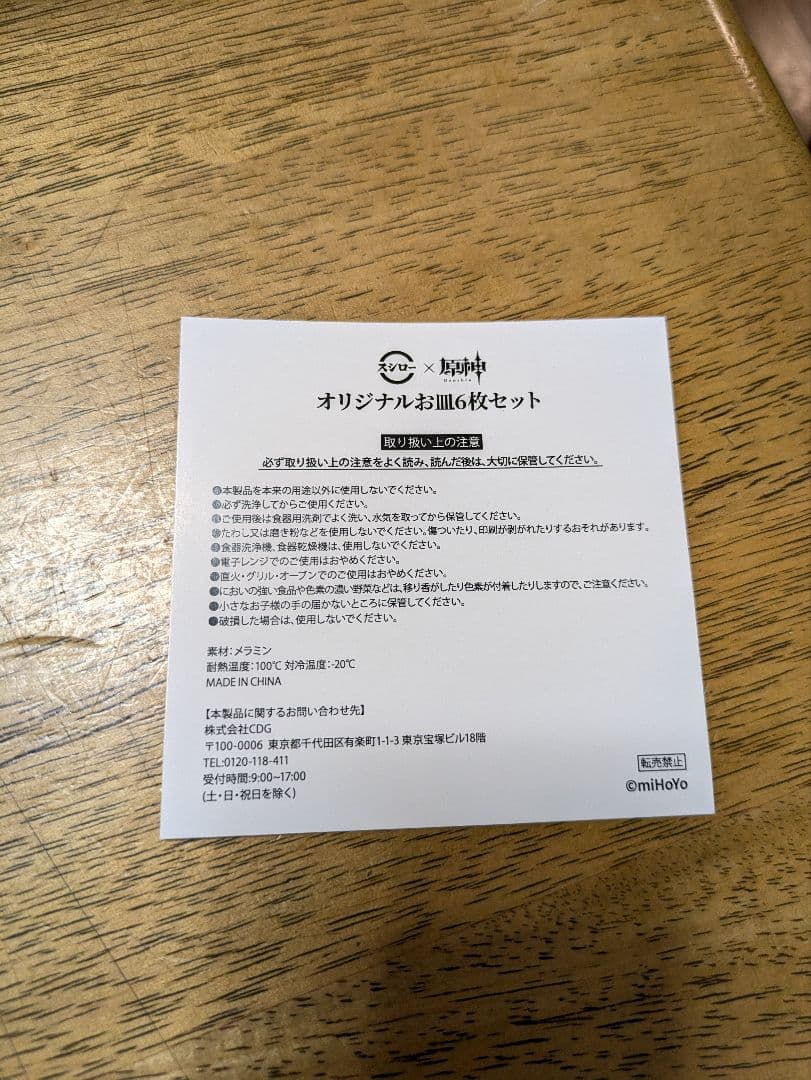 スシロー × 原神
Genshin
オリジナルお皿6枚セット
取り扱い上の注意
必ず取り扱い上の注意をよく読み、読んだ後は、大切に保管してください。
●本製品を本来の用途以外に使用しないでください。
●必ず洗浄してからご使用ください。
●ご使用後は食器用洗剤でよく洗い、水気を取ってから保管してください。
●たわし又は磨き粉などを使用しないでください。傷ついたり、印刷が剥がれたりするおそれがあります。
●食器洗浄機、食器乾燥機は、使用しないでください。
●電子レンジでのご使用はおやめください。
●直火・グリル・オーブンでのご使用はおやめください。
●においの強い食品や色素の濃い野菜などは、移り香がしたり色素が付着したりしますので、ご注意ください。
●小さなお子様の手の届かないところに保管してください。
●破損した場合は、使用しないでください。
素材:メラミン
耐熱温度:100℃ 対冷温度:-20℃
MADE IN CHINA
【本製品に関するお問い合わせ先】
株式会社CDG
〒100-0006 東京都千代田区有楽町1-1-3 東京宝塚ビル18階
TEL:0120-118-411
受付時間:9:00~17:00
(土・日・祝日を除く)
転売禁止
©miHoYo